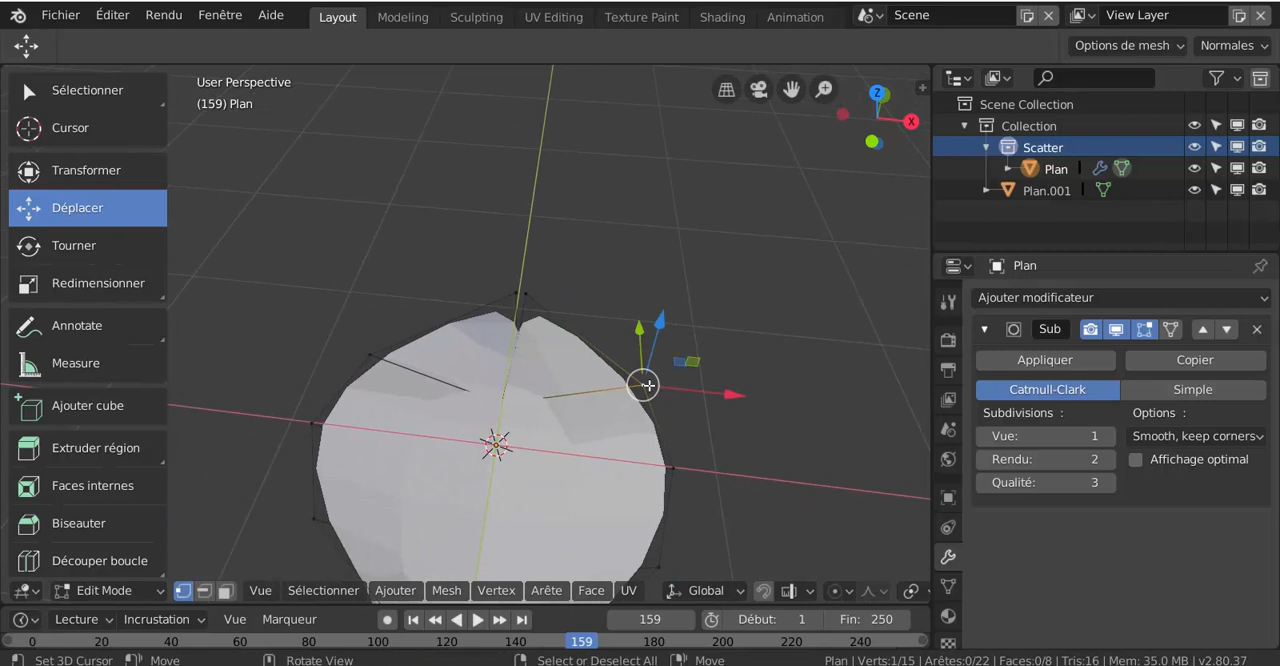 Fichier Éditer Rendu Fenêtre Aide Layout Modeling Sculpting UV Editing Texture Paint Shading Animation Scene View Layer
Options de mesh Normales
Sélectionner
Cursor
Transformer
Déplacer
Tourner
Redimensionner
Annotate
Measure
Ajouter cube
Extruder région
Faces internes
Biseauter
Découper boucle
User Perspective
(159) Plan
Z
X
Scene Collection
Collection
Scatter
Plan
Plan.001
Plan
Ajouter modificateur
Sub
Appliquer Copier
Catmull-Clark Simple
Subdivisions : Options :
Vue: 1 Smooth, keep corners
Rendu: 2 Affichage optimal
Qualité: 3
Edit Mode Vue Sélectionner Ajouter Mesh Vertex Arête Face UV Global
Lecture Incrustation Vue Marqueur 159 Début: 1 Fin: 250
0 20 40 60 80 100 120 140 159 180 200 220 240
Set 3D Cursor Move Rotate View Select or Deselect All Move Plan | Verts:1/15 | Arêtes:0/22 | Faces:0/8 | Tris:16 | Mem: 35.0 MB | v2.80.37